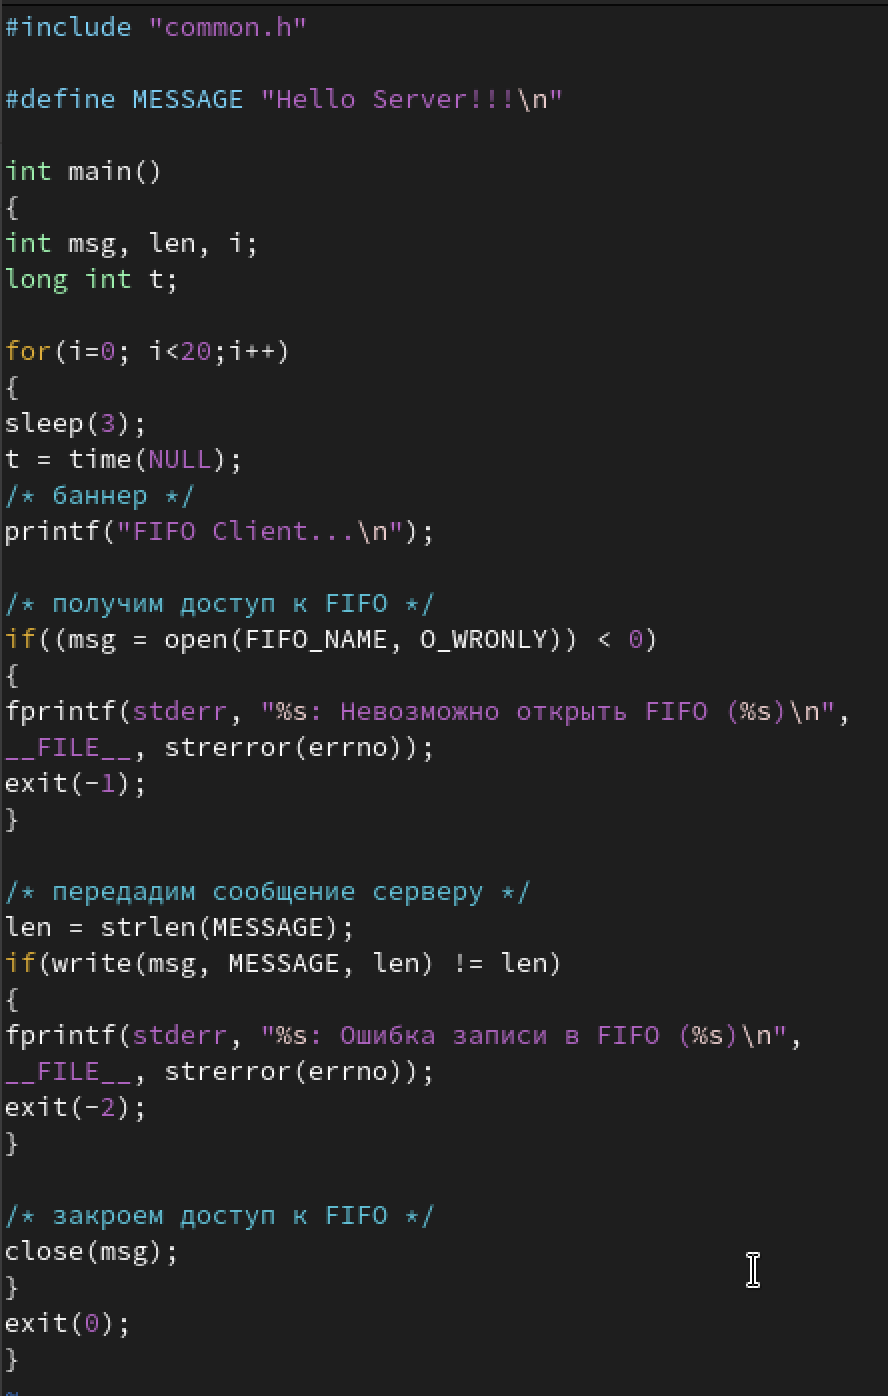 #include "common.h"
#define MESSAGE "Hello Server!!!\n"
int main()
{
int msg, len, i;
long int t;
for(i=0; i<20;i++)
{
sleep(3);
t = time(NULL);
/* баннер */
printf("FIFO Client...\n");
/* получим доступ к FIFO */
if((msg = open(FIFO_NAME, O_WRONLY)) < 0)
{
fprintf(stderr, "%s: Невозможно открыть FIFO (%s)\n",
__FILE__, strerror(errno));
exit(-1);
}
/* передадим сообщение серверу */
len = strlen(MESSAGE);
if(write(msg, MESSAGE, len) != len)
{
fprintf(stderr, "%s: Ошибка записи в FIFO (%s)\n",
__FILE__, strerror(errno));
exit(-2);
}
/* закроем доступ к FIFO */
close(msg);
}
exit(0);
}